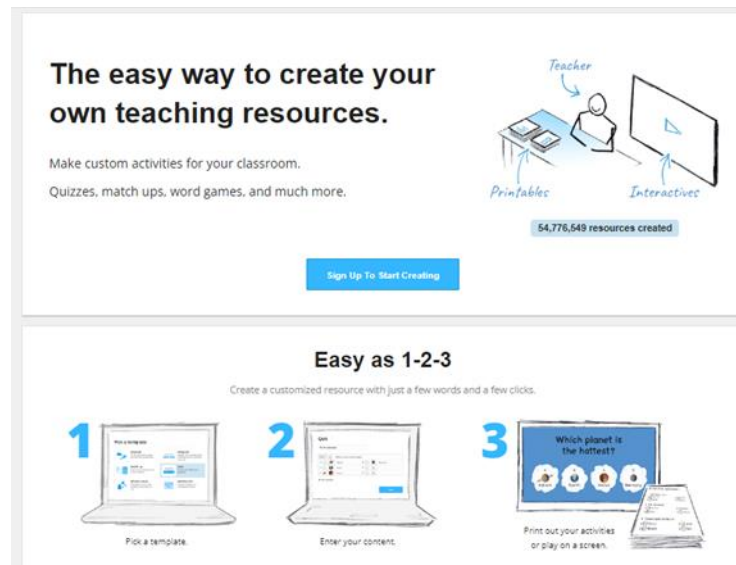 The easy way to create your
own teaching resources.
Make custom activities for your classroom.
Quizzes, match ups, word games, and much more.
Teacher
Printables
Interactives
54,776,549 resources created
Sign Up To Start Creating
Easy as 1-2-3
Create a customized resource with just a few words and a few clicks.
1
Pick a template
Pick a template.
2
Quiz
Enter your content.
3
Which planet is
the hottest?
Print out your activities
or play on a screen.